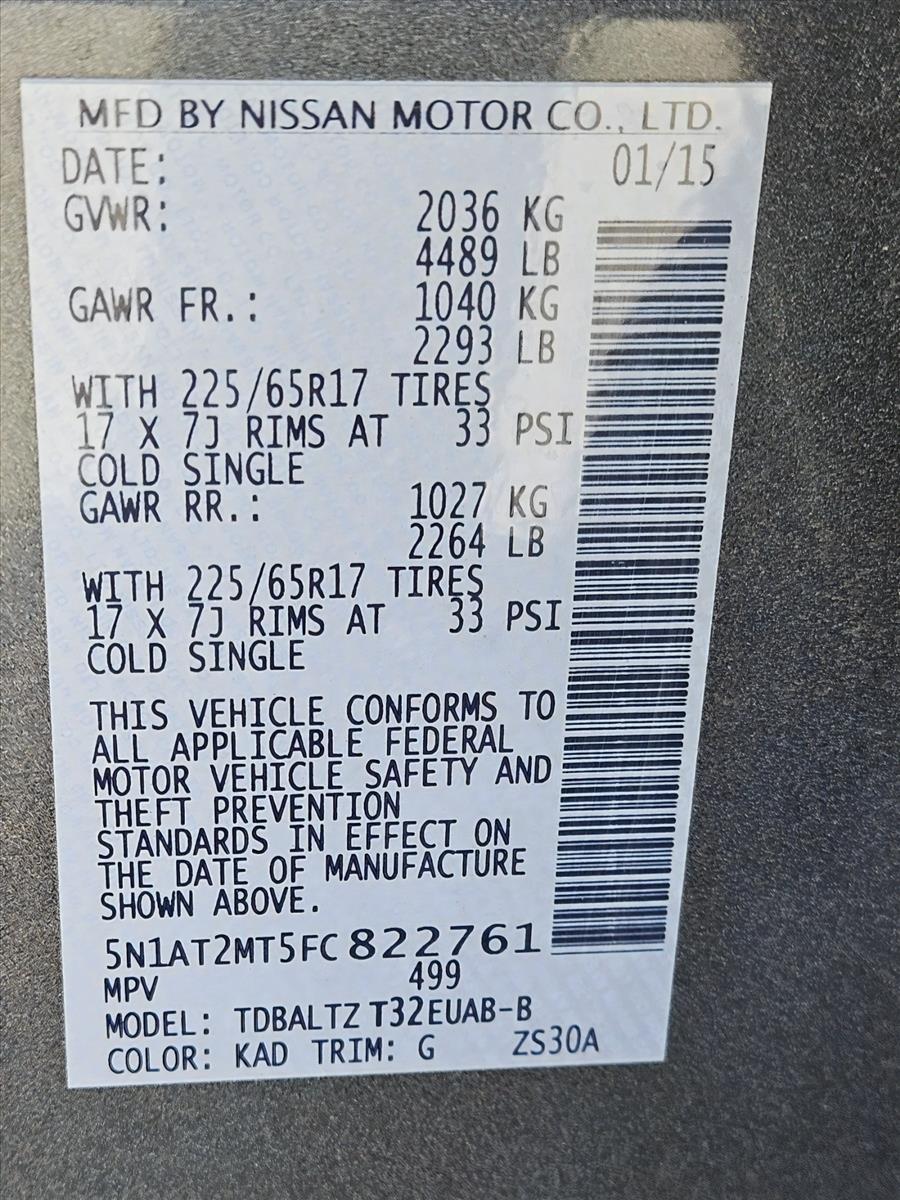 MFD BY NISSAN MOTOR CO., LTD.
DATE: 01/15
GVWR: 2036 KG
4489 LB
GAWR FR.: 1040 KG
2293 LB
WITH 225/65R17 TIRES
17 X 7J RIMS AT 33 PSI
COLD SINGLE
GAWR RR.: 1027 KG
2264 LB
WITH 225/65R17 TIRES
17 X 7J RIMS AT 33 PSI
COLD SINGLE
THIS VEHICLE CONFORMS TO
ALL APPLICABLE FEDERAL
MOTOR VEHICLE SAFETY AND
THEFT PREVENTION
STANDARDS IN EFFECT ON
THE DATE OF MANUFACTURE
SHOWN ABOVE.
5N1AT2MT5FC822761
MPV 499
MODEL: TDBALTZ T32EUAB-B
COLOR: KAD TRIM: G ZS30A